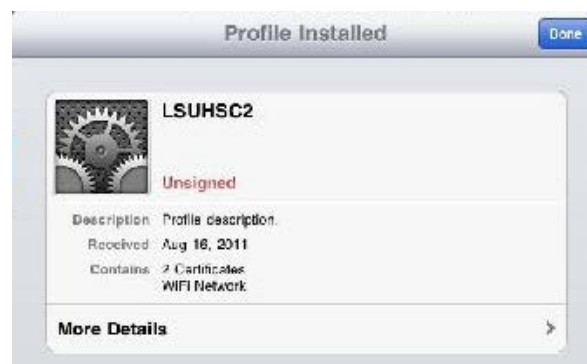 Profile Installed
Done
LSUHSC2
Unsigned
Description Profile description.
Received Aug 16, 2011
Contains 2 Certificates
WiFi Network
More Details